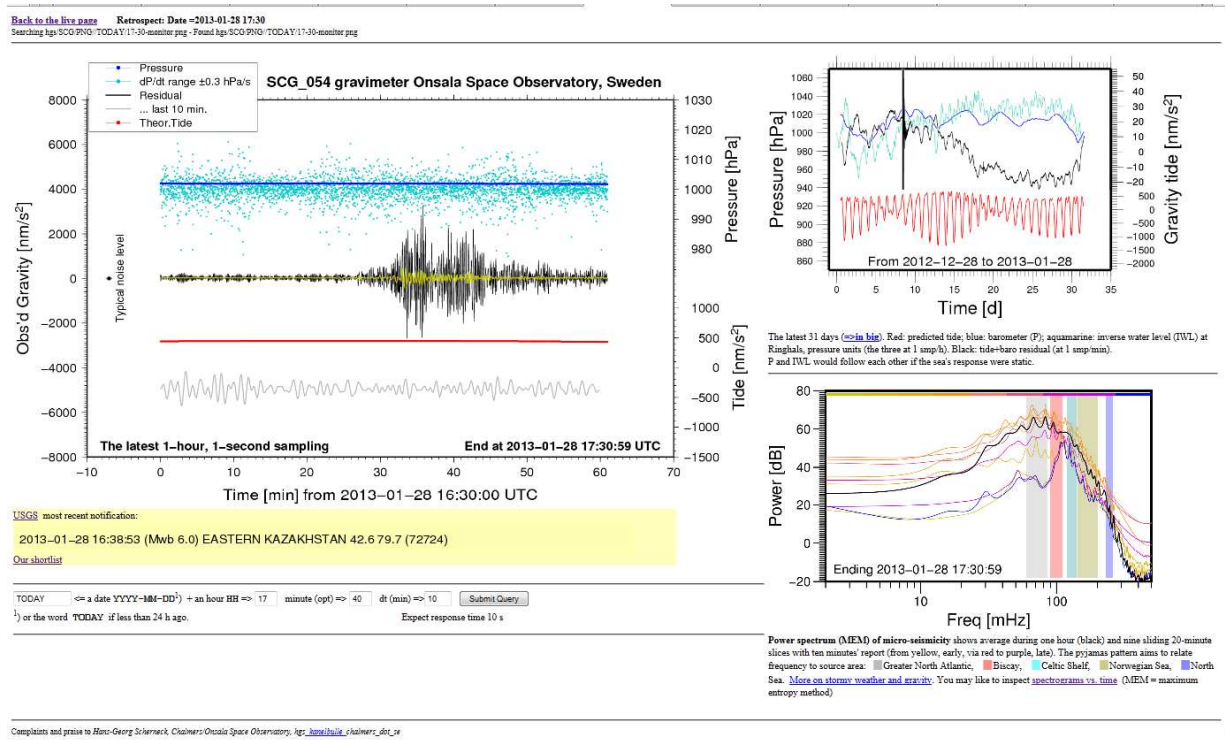 Back to the live page Retrospect: Date =2013-01-28 17:30
Searching hgs/SCG/PNG//TODAY/17-30-monitor.png - Found hgs/SCG/PNG//TODAY/17-30-monitor.png
Pressure
dP/dt range ±0.3 hPa/s
Residual
... last 10 min.
Theor.Tide
SCG_054 gravimeter Onsala Space Observatory, Sweden
8000
6000
4000
2000
0
−2000
−4000
−6000
−8000
Obs'd Gravity [nm/s²]
Typical noise level
1030
1020
1010
1000
990
980
Pressure [hPa]
1000
500
0
−500
−1000
−1500
Tide [nm/s²]
The latest 1−hour, 1−second sampling End at 2013−01−28 17:30:59 UTC
−10 0 10 20 30 40 50 60 70
Time [min] from 2013−01−28 16:30:00 UTC
USGS most recent notification:
2013−01−28 16:38:53 (Mwb 6.0) EASTERN KAZAKHSTAN 42.6 79.7 (72724)
Our shortlist
TODAY <= a date YYYY-MM-DD¹) + an hour HH => 17 minute (opt) => 40 dt (min) => 10 Submit Query
¹) or the word TODAY if less than 24 h ago. Expect response time 10 s
1060
1040
1020
1000
980
960
940
920
900
880
860
Pressure [hPa]
50
40
30
20
10
0
−10
−20
500
0
−500
−1000
−1500
−2000
Gravity tide [nm/s²]
From 2012−12−28 to 2013−01−28
0 5 10 15 20 25 30 35
Time [d]
The latest 31 days (=>in big). Red: predicted tide; blue: barometer (P); aquamarine: inverse water level (IWL) at
Ringhals, pressure units (the three at 1 smp/h). Black: tide+baro residual (at 1 smp/min).
P and IWL would follow each other if the sea's response were static.
80
60
40
20
0
−20
Power [dB]
Ending 2013−01−28 17:30:59
10 100
Freq [mHz]
Power spectrum (MEM) of micro-seismicity shows average during one hour (black) and nine sliding 20-minute
slices with ten minutes' report (from yellow, early, via red to purple, late). The pyjamas pattern aims to relate
frequency to source area: Greater North Atlantic, Biscay, Celtic Shelf, Norwegian Sea, North
Sea. More on stormy weather and gravity. You may like to inspect spectrograms vs. time (MEM = maximum
entropy method)
Complaints and praise to Hans-Georg Scherneck, Chalmers/Onsala Space Observatory, hgs_kanelbulle_chalmers_dot_se